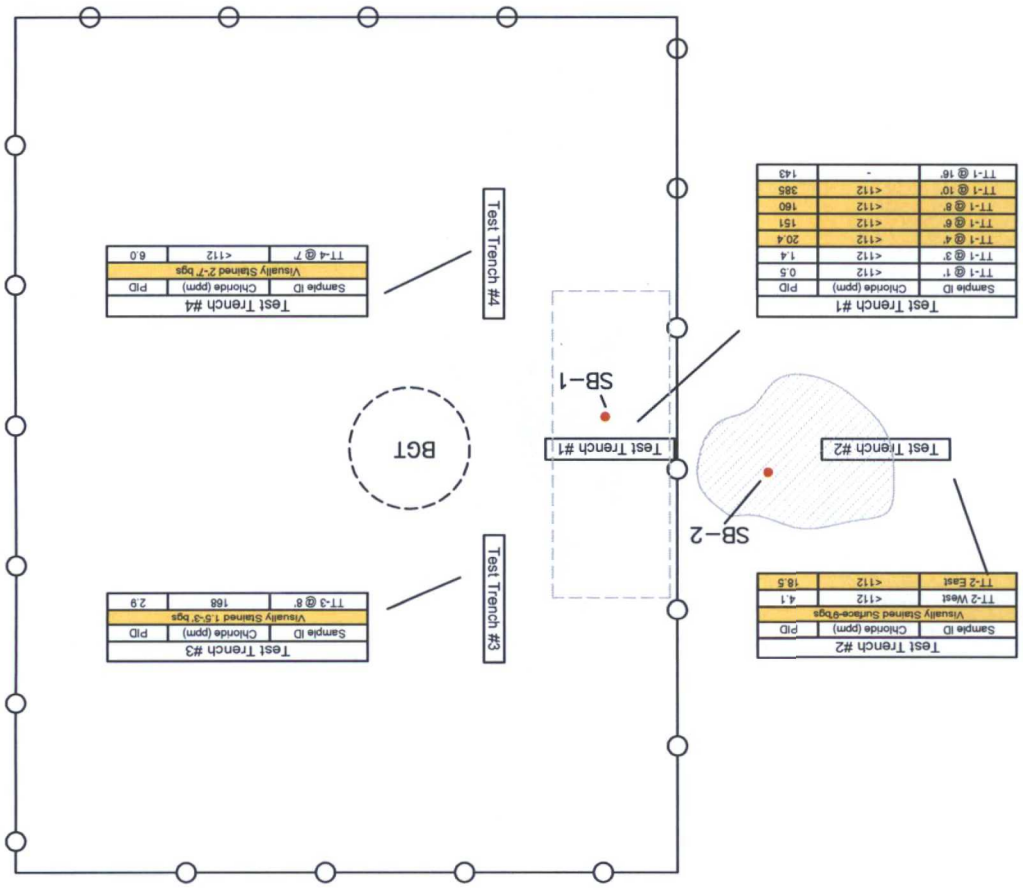 Test Trench #2
Sample ID Chloride (ppm) PID
Visually Stained Surface-9'bgs
TT-2 West <112 4.1
TT-2 East <112 18.5
Test Trench #3
Sample ID Chloride (ppm) PID
Visually Stained 1.5'-3' bgs
TT-3 @ 8' 168 2.9
Test Trench #3
SB-2
Test Trench #2
Test Trench #1
BGT
SB-1
Test Trench #1
Sample ID Chloride (ppm) PID
TT-1 @ 1' <112 0.5
TT-1 @ 3' <112 1.4
TT-1 @ 4' <112 20.4
TT-1 @ 6' <112 151
TT-1 @ 8' <112 160
TT-1 @ 10' <112 385
TT-1 @ 16' - 143
Test Trench #4
Test Trench #4
Sample ID Chloride (ppm) PID
Visually Stained 2'-7' bgs
TT-4 @ 7' <112 6.0